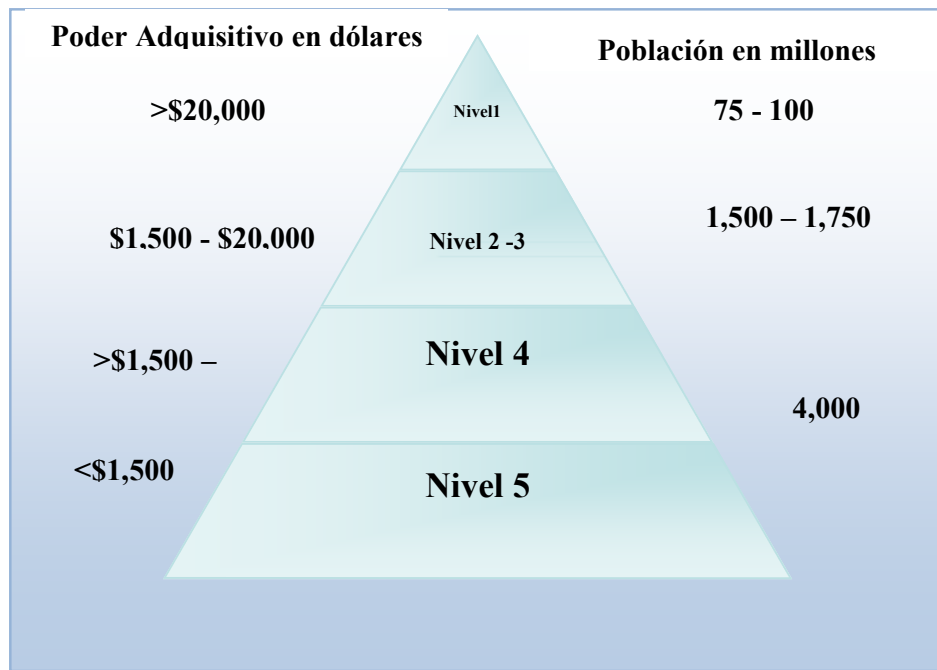 Poder Adquisitivo en dólares
Población en millones
>$20,000
Nivel1
75 - 100
$1,500 - $20,000
Nivel 2 -3
1,500 – 1,750
>$1,500 –
Nivel 4
4,000
<$1,500
Nivel 5